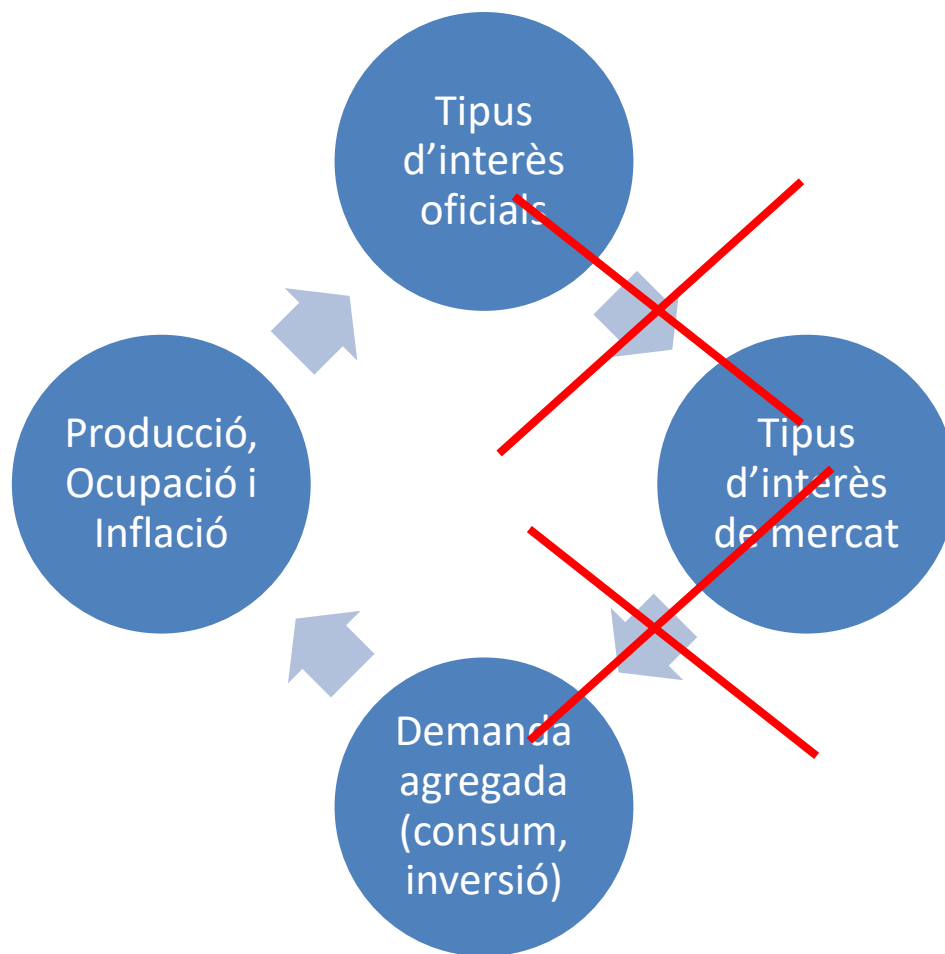 Tipus
d’interès
oficials
Tipus
d’interès
de mercat
Demanda
agregada
(consum,
inversió)
Producció,
Ocupació i
Inflació